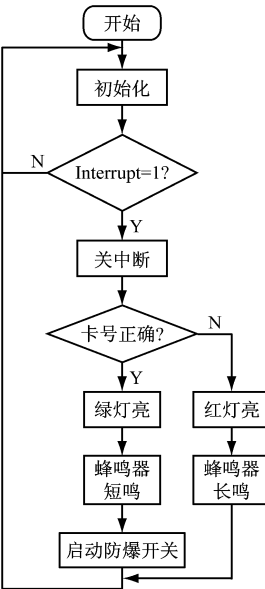 开始
初始化
N
Interrupt=1?
Y
关中断
卡号正确?
N
Y
绿灯亮
红灯亮
蜂鸣器
短鸣
蜂鸣器
长鸣
启动防爆开关